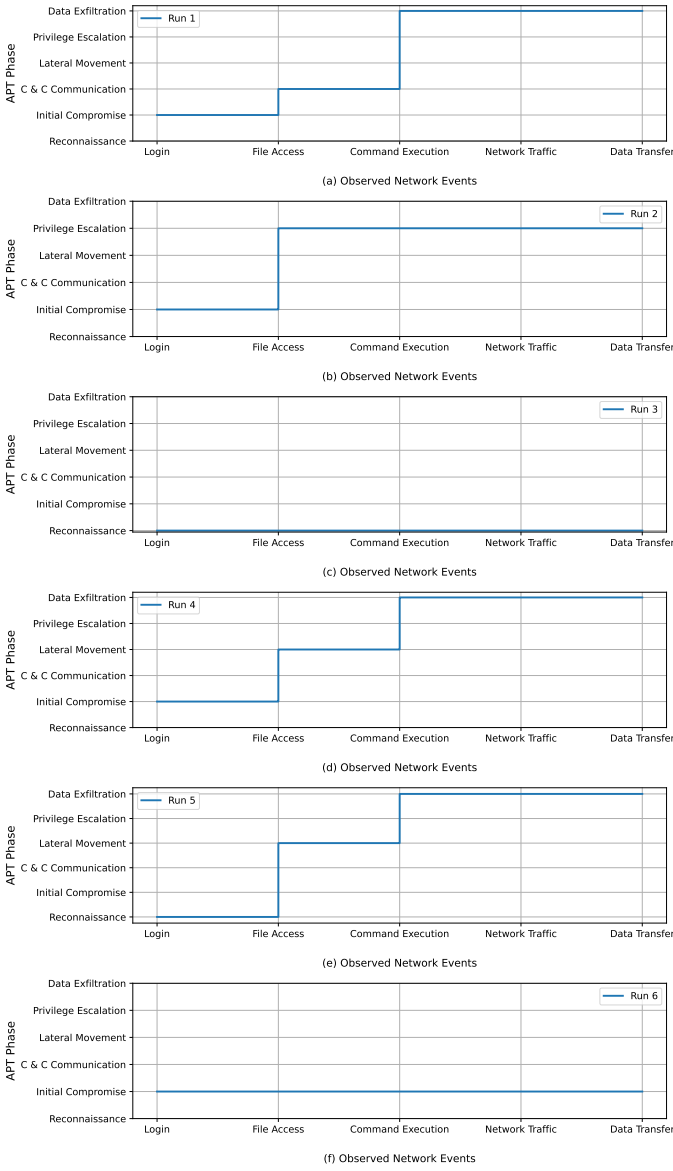 Data Exfiltration
Run 1
Privilege Escalation
Lateral Movement
C & C Communication
Initial Compromise
Reconnaissance
APT Phase
Login File Access Command Execution Network Traffic Data Transfer
(a) Observed Network Events
Data Exfiltration
Run 2
Privilege Escalation
Lateral Movement
C & C Communication
Initial Compromise
Reconnaissance
APT Phase
Login File Access Command Execution Network Traffic Data Transfer
(b) Observed Network Events
Data Exfiltration
Run 3
Privilege Escalation
Lateral Movement
C & C Communication
Initial Compromise
Reconnaissance
APT Phase
Login File Access Command Execution Network Traffic Data Transfer
(c) Observed Network Events
Data Exfiltration
Run 4
Privilege Escalation
Lateral Movement
C & C Communication
Initial Compromise
Reconnaissance
APT Phase
Login File Access Command Execution Network Traffic Data Transfer
(d) Observed Network Events
Data Exfiltration
Run 5
Privilege Escalation
Lateral Movement
C & C Communication
Initial Compromise
Reconnaissance
APT Phase
Login File Access Command Execution Network Traffic Data Transfer
(e) Observed Network Events
Data Exfiltration
Run 6
Privilege Escalation
Lateral Movement
C & C Communication
Initial Compromise
Reconnaissance
APT Phase
Login File Access Command Execution Network Traffic Data Transfer
(f) Observed Network Events